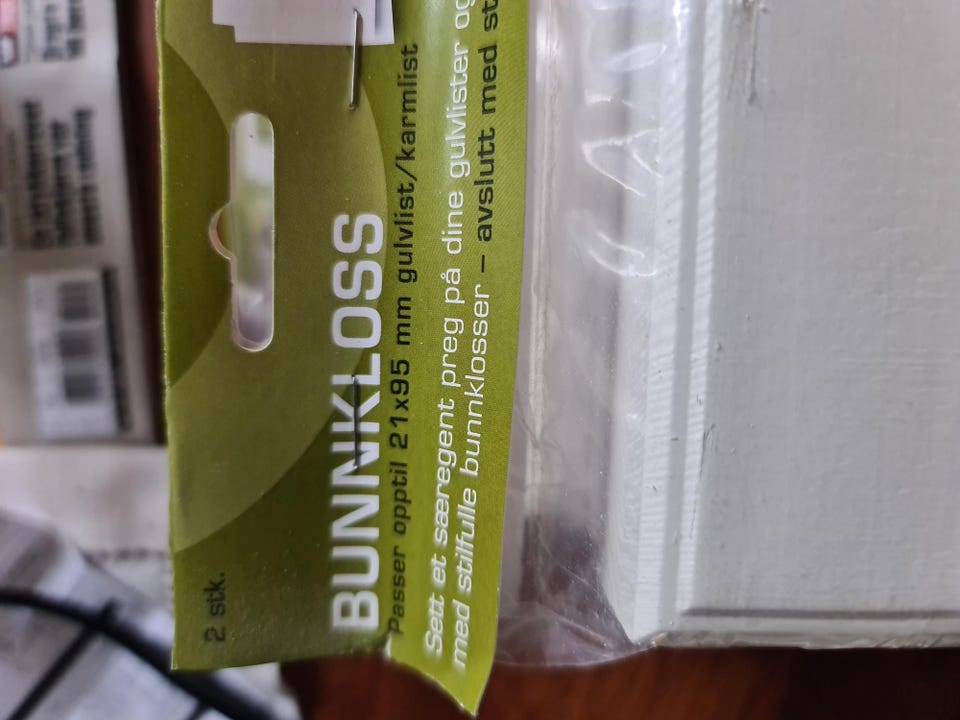 2 stk.
BUNNKLOSS
Passer opptil 21x95 mm gulvlist/karmlist
Sett et særegent preg på dine gulvlister og
med stilfulle bunnklosser – avslutt med st